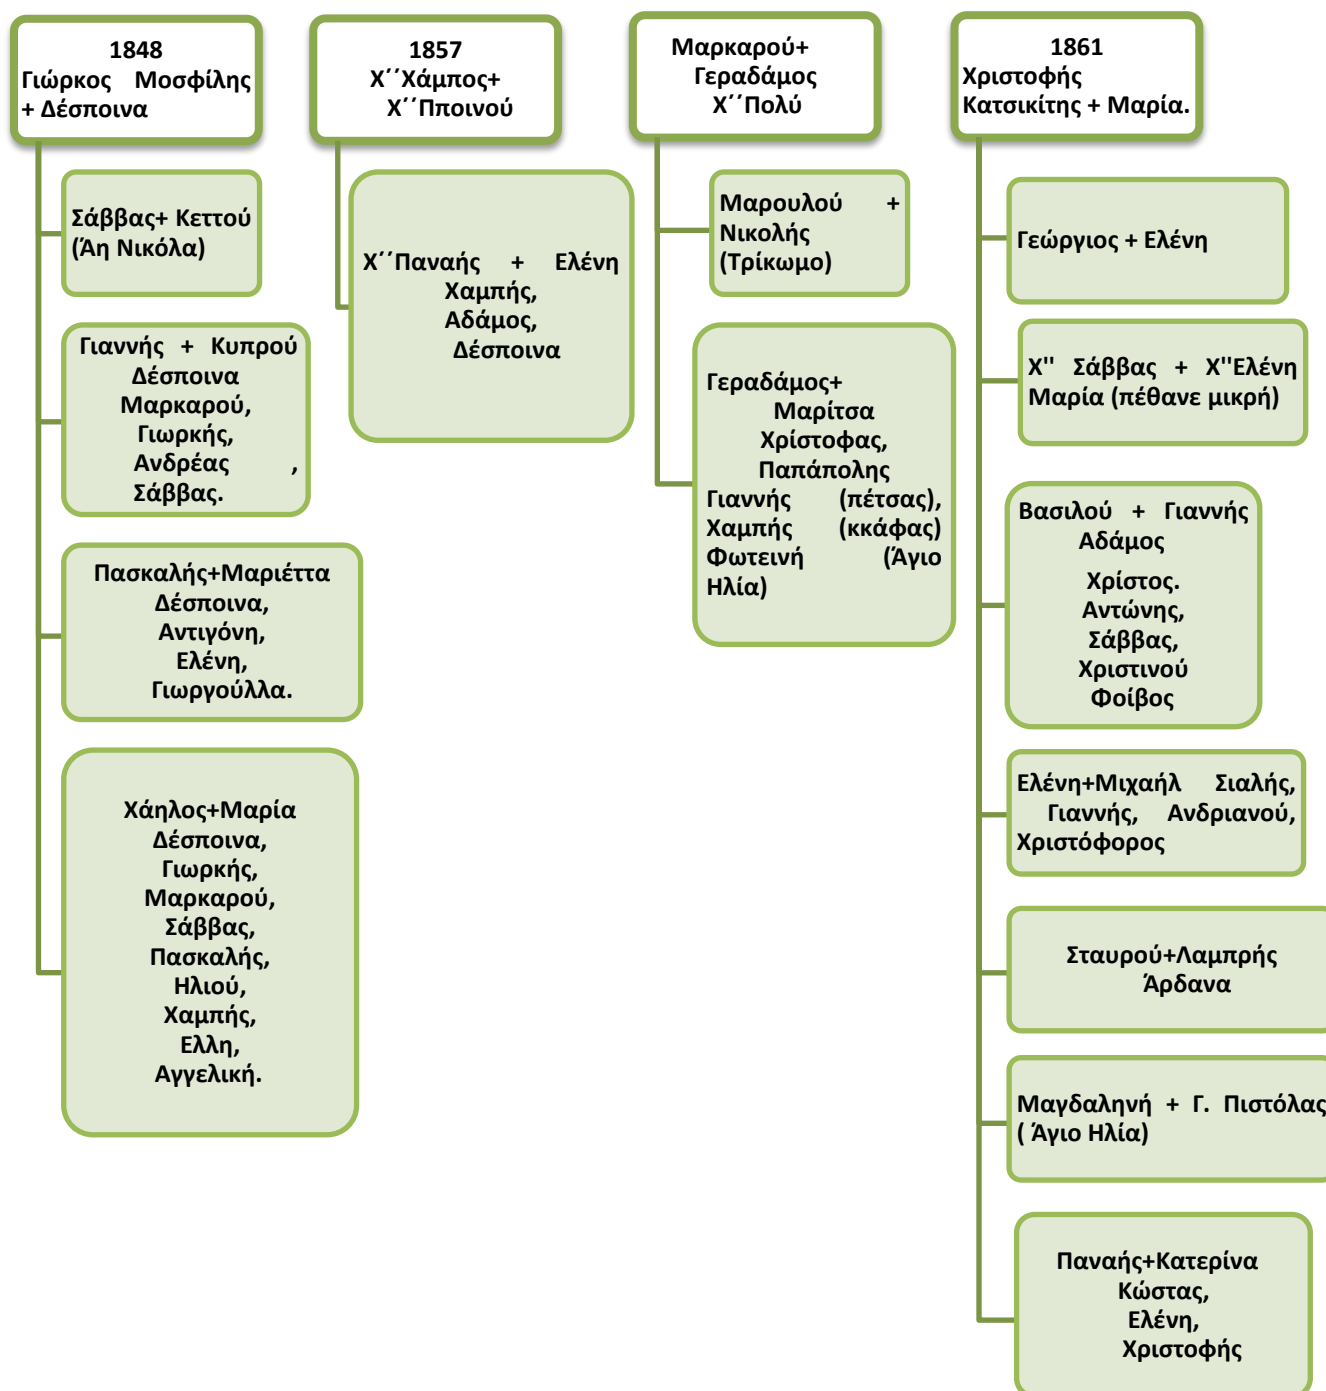 1848
Γιώρκος Μοσφίλης
+ Δέσποινα
Σάββας+ Κεττού
(Άη Νικόλα)
Γιαννής + Κυπρού
Δέσποινα
Μαρκαρού,
Γιωρκής,
Ανδρέας ,
Σάββας.
Πασκαλής+Μαριέττα
Δέσποινα,
Αντιγόνη,
Ελένη,
Γιωργούλλα.
Χάηλος+Μαρία
Δέσποινα,
Γιωρκής,
Μαρκαρού,
Σάββας,
Πασκαλής,
Ηλιού,
Χαμπής,
Ελλη,
Αγγελική.
1857
Χ΄΄Χάμπος+
Χ΄΄Πποινού
Χ΄΄Παναής + Ελένη
Χαμπής,
Αδάμος,
Δέσποινα
Μαρκαρού+
Γεραδάμος
Χ΄΄Πολύ
Μαρουλού +
Νικολής
(Τρίκωμο)
Γεραδάμος+
Μαρίτσα
Χρίστοφας,
Παπάπολης
Γιαννής (πέτσας),
Χαμπής (κκάφας)
Φωτεινή (Άγιο
Ηλία)
1861
Χριστοφής
Κατσικίτης + Μαρία.
Γεώργιος + Ελένη
Χ'' Σάββας + Χ''Ελένη
Μαρία (πέθανε μικρή)
Βασιλού + Γιαννής
Αδάμος
Χρίστος.
Αντώνης,
Σάββας,
Χριστινού
Φοίβος
Ελένη+Μιχαήλ Σιαλής,
Γιαννής, Ανδριανού,
Χριστόφορος
Σταυρού+Λαμπρής
Άρδανα
Μαγδαληνή + Γ. Πιστόλας
( Άγιο Ηλία)
Παναής+Κατερίνα
Κώστας,
Ελένη,
Χριστοφής